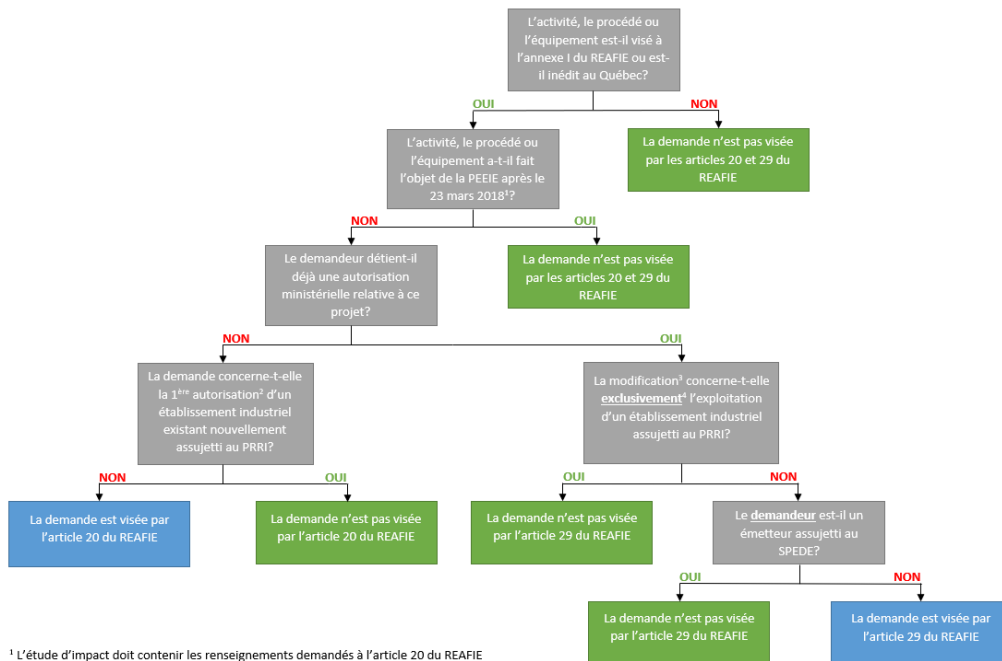 L'activité, le procédé ou
l'équipement est-il visé à
l'annexe I du REAFIE ou est-
il inédit au Québec?
OUI
NON
L'activité, le procédé ou
l'équipement a-t-il fait
l'objet de la PEEIE après le
23 mars 2018¹?
La demande n'est pas visée
par les articles 20 et 29 du
REAFIE
NON
OUI
Le demandeur détient-il
déjà une autorisation
ministérielle relative à ce
projet?
La demande n'est pas visée
par les articles 20 et 29 du
REAFIE
NON
OUI
La demande concerne-t-elle
la 1ère autorisation² d'un
établissement industriel
existant nouvellement
assujetti au PRRI?
La modification³ concerne-t-elle
exclusivement⁴ l'exploitation
d'un établissement industriel
assujetti au PRRI?
NON
OUI
OUI
NON
La demande est visée par
l'article 20 du REAFIE
La demande n'est pas visée
par l'article 20 du REAFIE
La demande n'est pas visée
par l'article 29 du REAFIE
Le demandeur est-il un
émetteur assujetti au
SPEDE?
OUI
NON
La demande n'est pas visée
par l'article 29 du REAFIE
La demande est visée par
l'article 29 du REAFIE
¹ L'étude d'impact doit contenir les renseignements demandés à l'article 20 du REAFIE